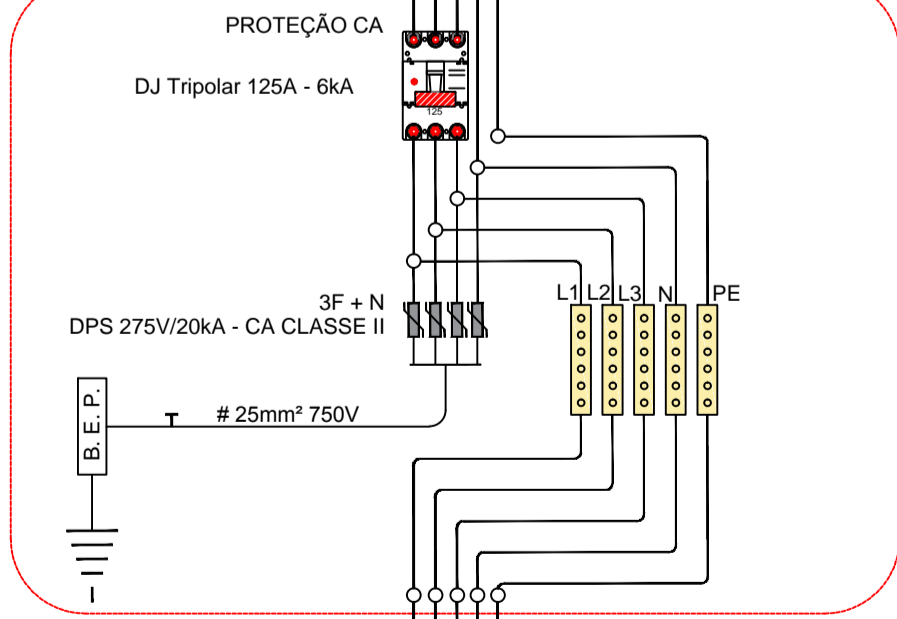 PROTEÇÃO CA
DJ Tripolar 125A - 6kA
125
3F + N
DPS 275V/20kA - CA CLASSE II
L1 L2 L3 N PE
# 25mm² 750V
B. E. P.